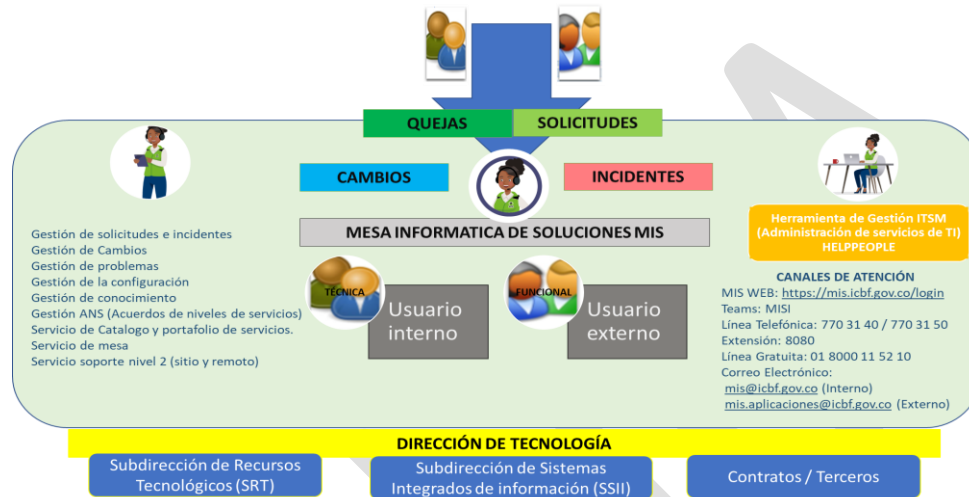 QUEJAS
SOLICITUDES
CAMBIOS
INCIDENTES
MESA INFORMATICA DE SOLUCIONES MIS
Gestión de solicitudes e incidentes
Gestión de Cambios
Gestión de problemas
Gestión de la configuración
Gestión de conocimiento
Gestión ANS (Acuerdos de niveles de servicios)
Servicio de Catalogo y portafolio de servicios.
Servicio de mesa
Servicio soporte nivel 2 (sitio y remoto)
TÉCNICA
Usuario
interno
FUNCIONAL
Usuario
externo
Herramienta de Gestión ITSM
(Administración de servicios de TI)
HELPPEOPLE
CANALES DE ATENCIÓN
MIS WEB: https://mis.icbf.gov.co/login
Teams: MISI
Línea Telefónica: 770 31 40 / 770 31 50
Extensión: 8080
Línea Gratuita: 01 8000 11 52 10
Correo Electrónico:
mis@icbf.gov.co (Interno)
mis.aplicaciones@icbf.gov.co (Externo)
DIRECCIÓN DE TECNOLOGÍA
Subdirección de Recursos
Tecnológicos (SRT)
Subdirección de Sistemas
Integrados de información (SSII)
Contratos / Terceros